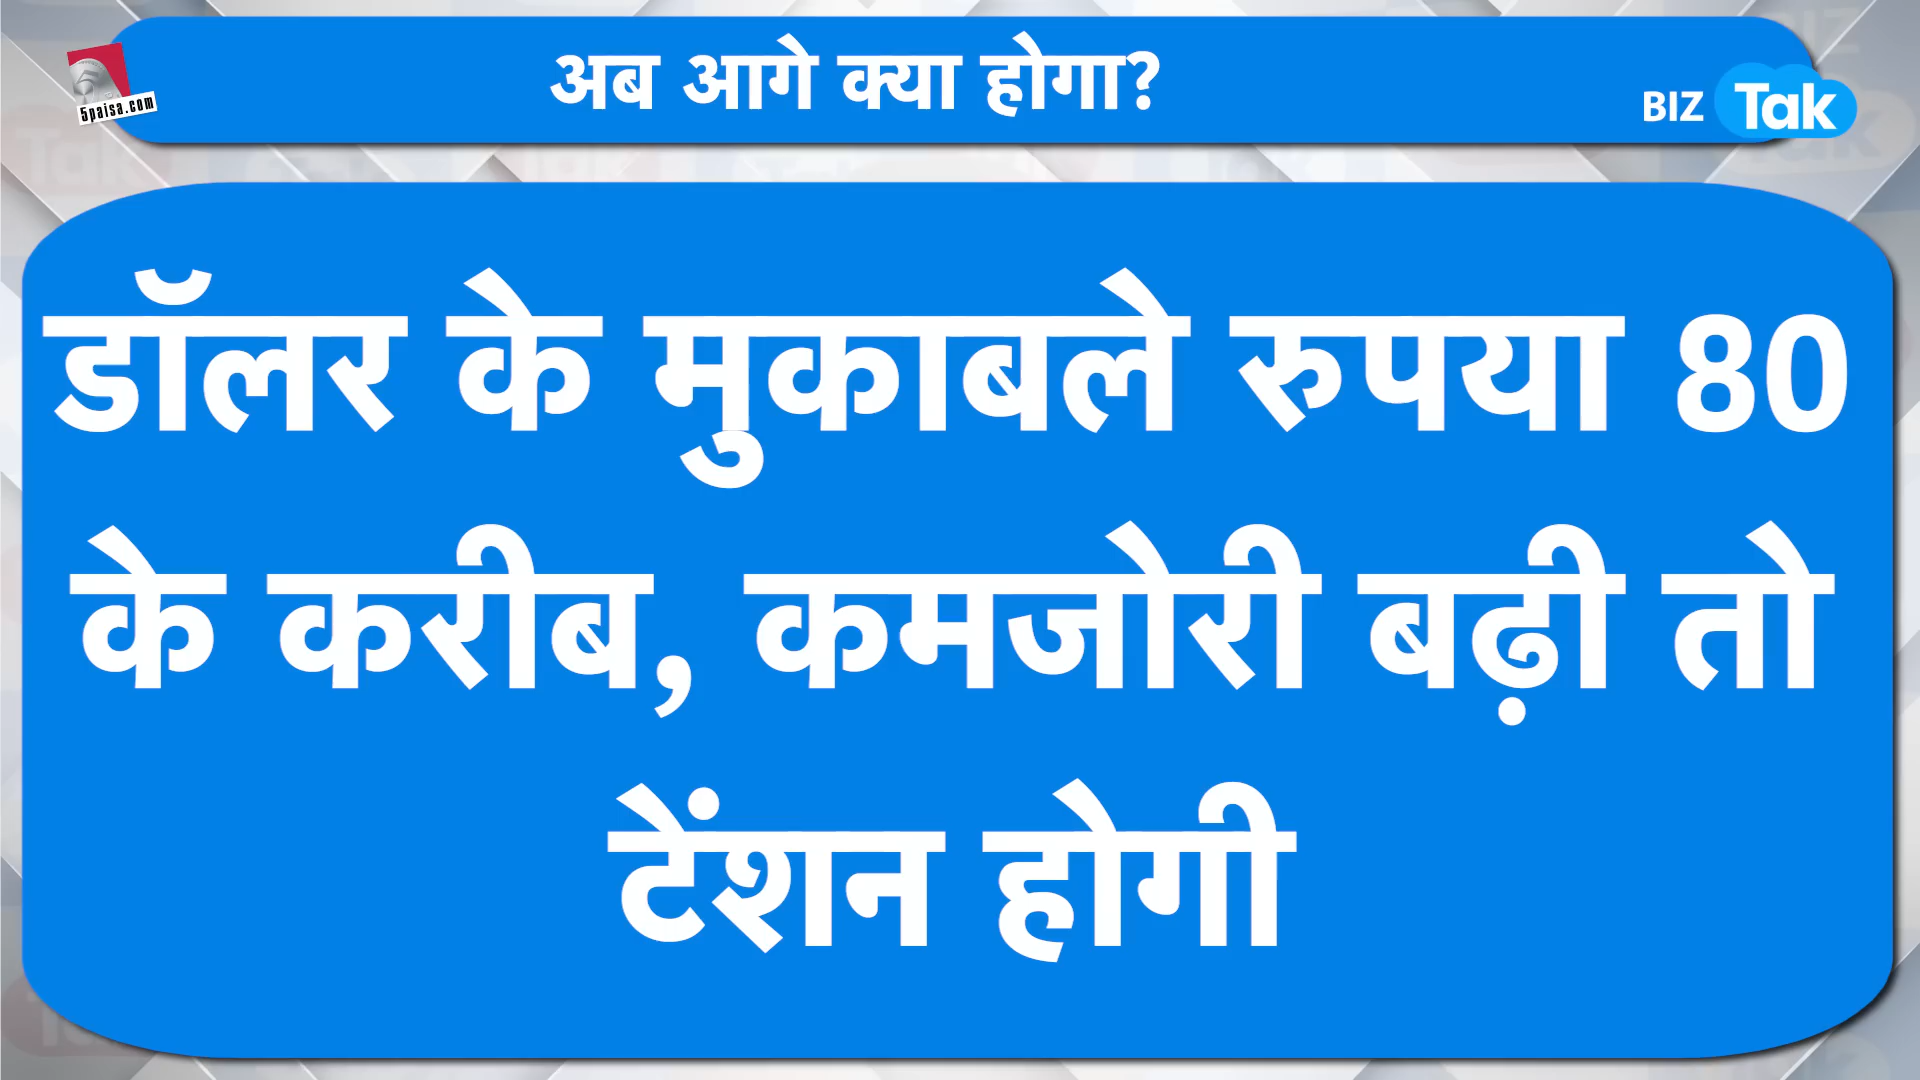 अब आगे क्या होगा?
5paisa.com
BIZ Tak
डॉलर के मुकाबले रुपया 80
के करीब, कमजोरी बढ़ी तो
टेंशन होगी